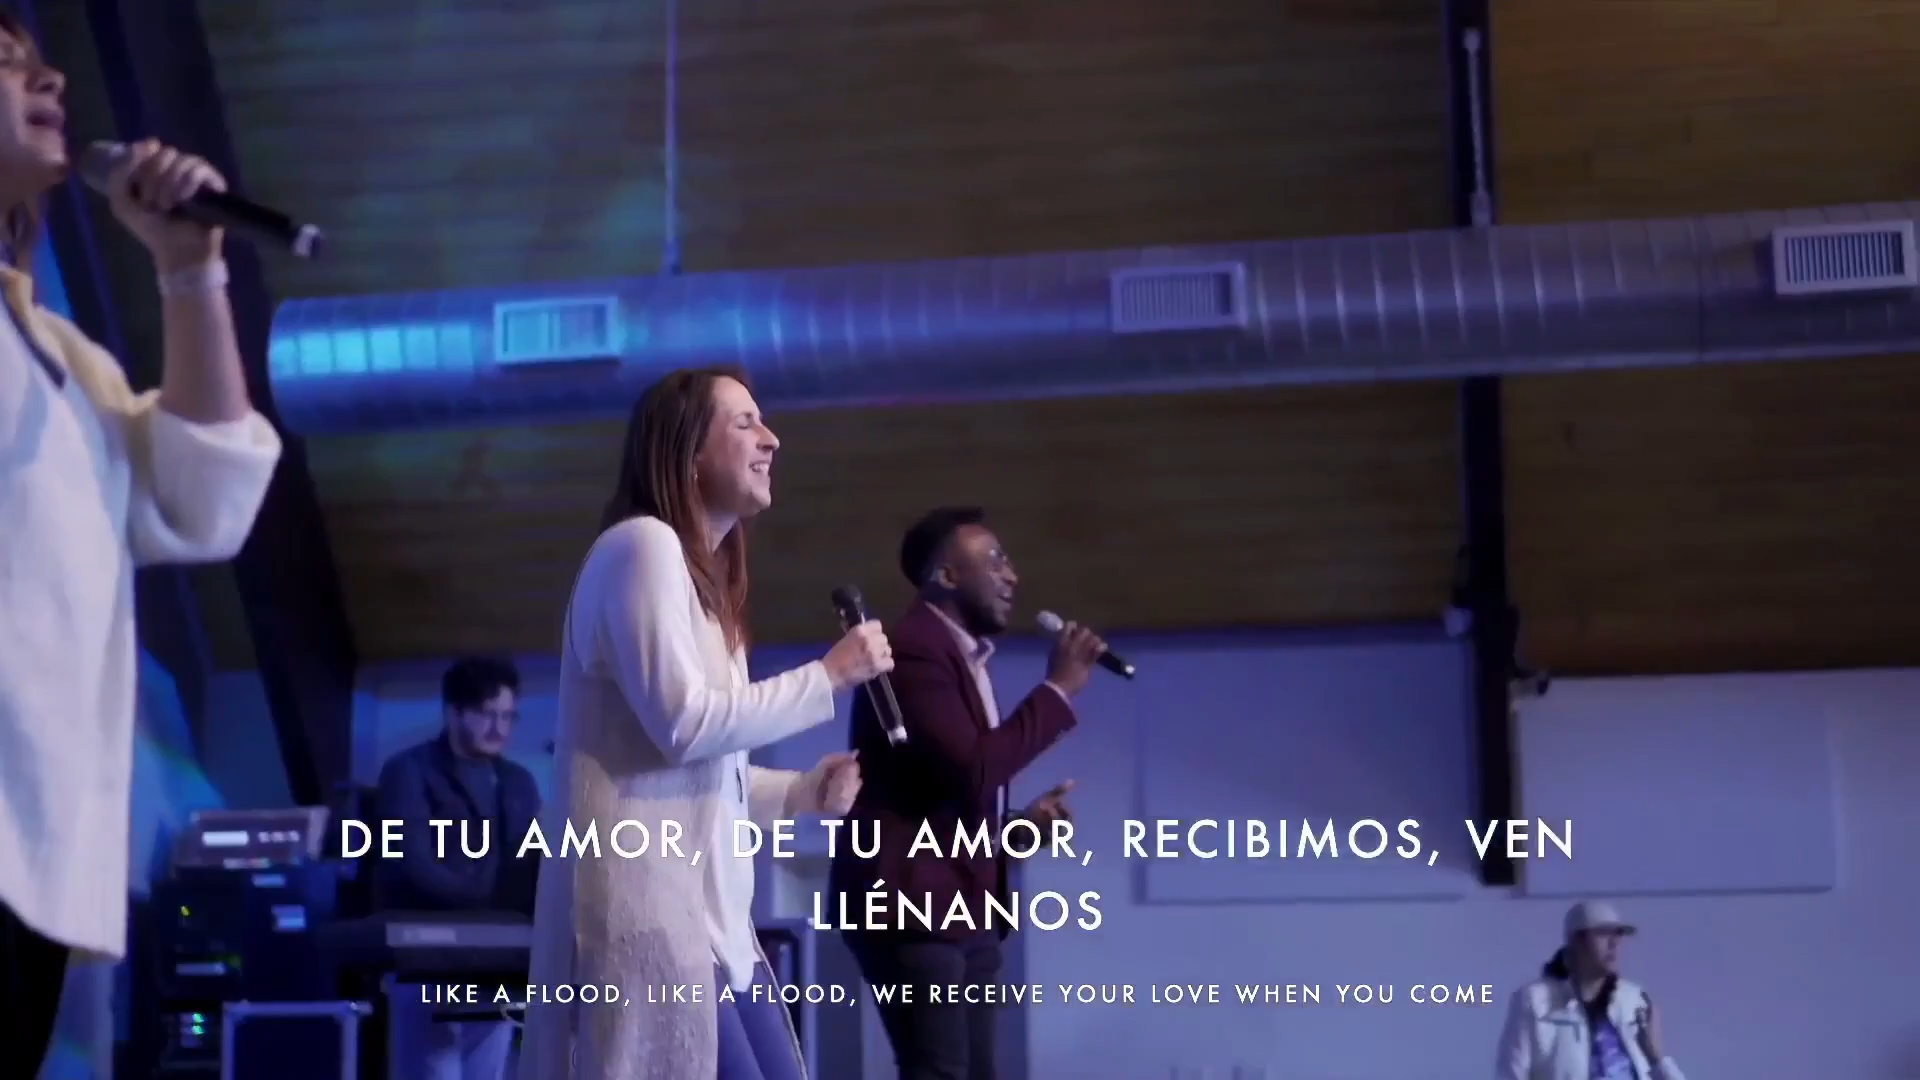 DE TU AMOR, DE TU AMOR, RECIBIMOS, VEN
LLÉNANOS
LIKE A FLOOD, LIKE A FLOOD, WE RECEIVE YOUR LOVE WHEN YOU COME